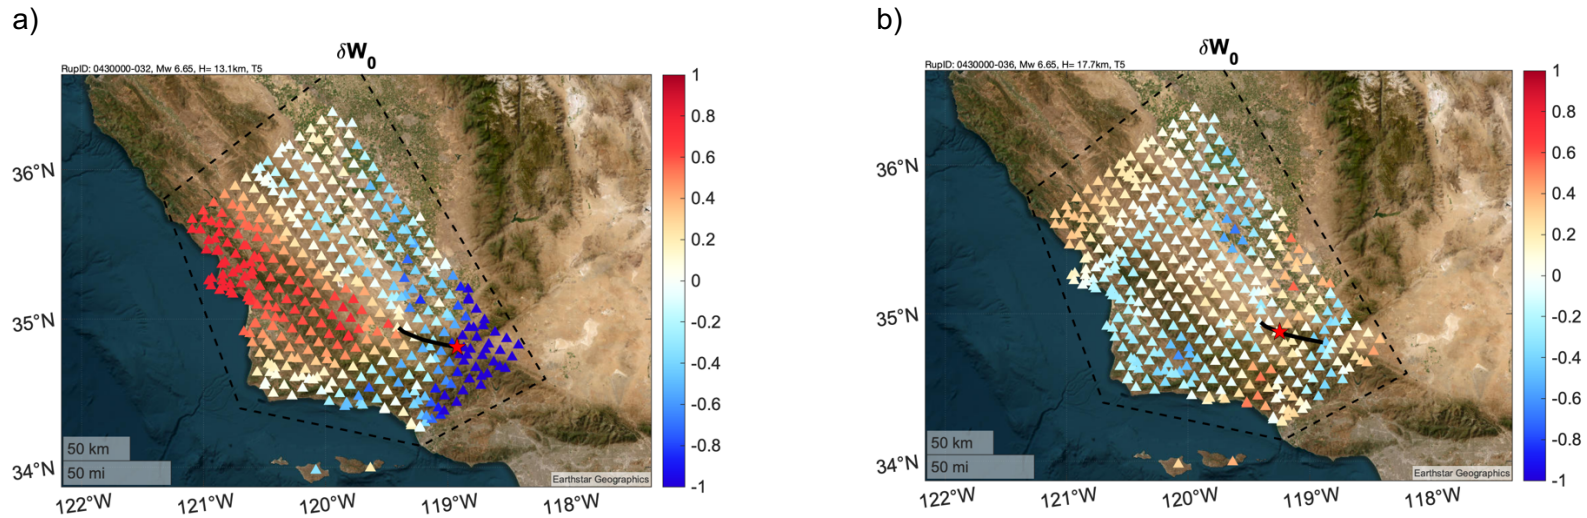 a)
δW0
RupID: 0430000-032, Mw 6.65, H= 13.1km, T5
36°N
35°N
34°N
122°W
121°W
120°W
119°W
118°W
50 km
50 mi
Earthstar Geographics
1
0.8
0.6
0.4
0.2
0
-0.2
-0.4
-0.6
-0.8
-1
b)
δW0
RupID: 0430000-036, Mw 6.65, H= 17.7km, T5
36°N
35°N
34°N
122°W
121°W
120°W
119°W
118°W
50 km
50 mi
Earthstar Geographics
1
0.8
0.6
0.4
0.2
0
-0.2
-0.4
-0.6
-0.8
-1